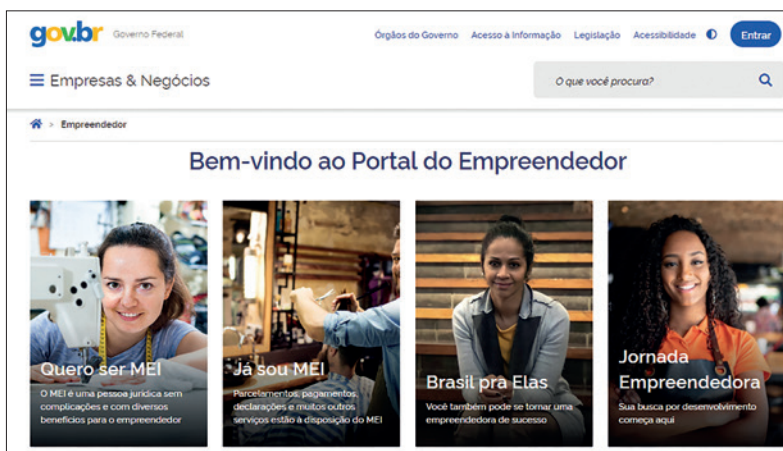 gov.br Governo Federal
Órgãos do Governo Acesso à Informação Legislação Acessibilidade Entrar
Empresas & Negócios
O que você procura?
> Empreendedor
Bem-vindo ao Portal do Empreendedor
Quero ser MEI
O MEI é uma pessoa jurídica sem
complicações e com diversos
benefícios para o empreendedor
Já sou MEI
Parcelamentos, pagamentos,
declarações e muitos outros
serviços estão à disposição do MEI
Brasil pra Elas
Você também pode se tornar uma
empreendedora de sucesso
Jornada
Empreendedora
Sua busca por desenvolvimento
começa aqui